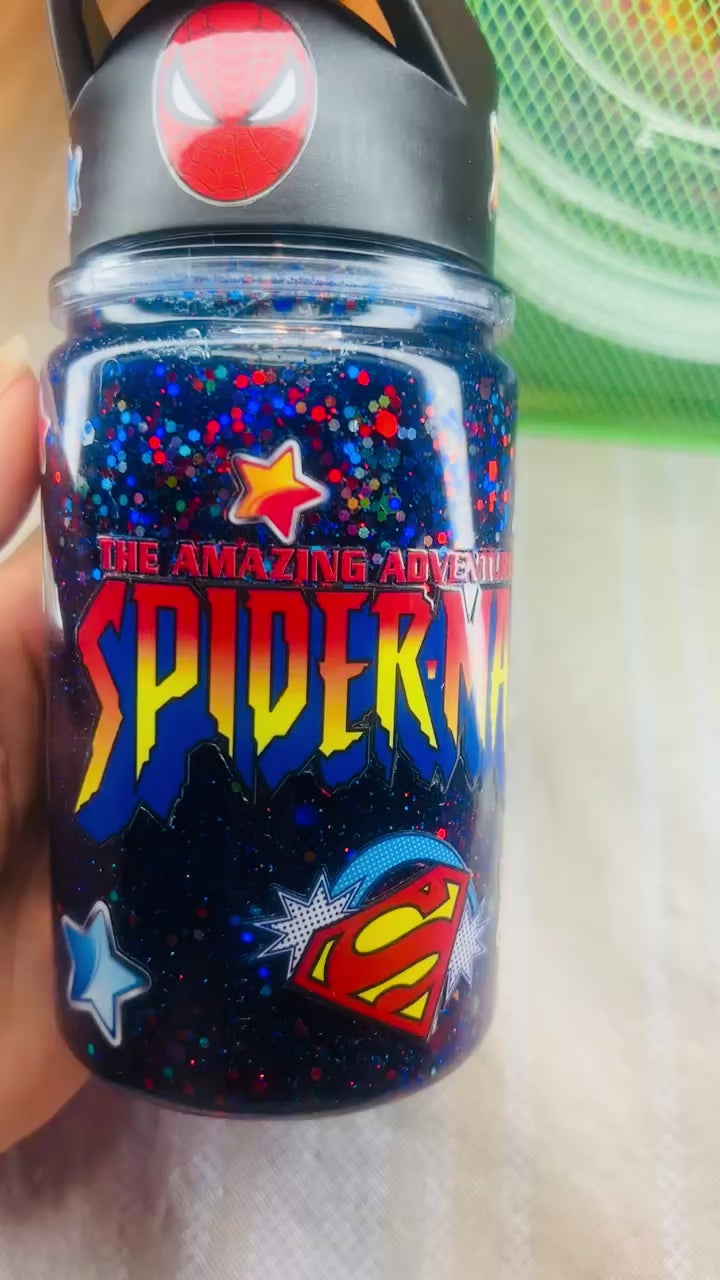 THE AMAZING ADVENTU
SPIDER-MA
S